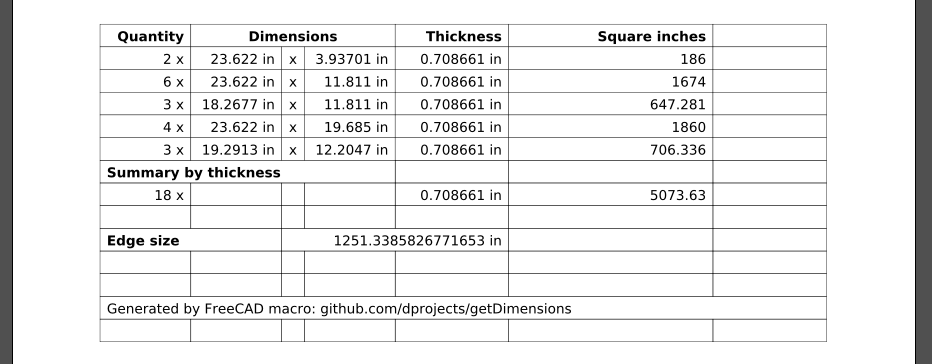 Quantity Dimensions Thickness Square inches
2 x 23.622 in x 3.93701 in 0.708661 in 186
6 x 23.622 in x 11.811 in 0.708661 in 1674
3 x 18.2677 in x 11.811 in 0.708661 in 647.281
4 x 23.622 in x 19.685 in 0.708661 in 1860
3 x 19.2913 in x 12.2047 in 0.708661 in 706.336
Summary by thickness
18 x 0.708661 in 5073.63
Edge size 1251.3385826771653 in
Generated by FreeCAD macro: github.com/dprojects/getDimensions